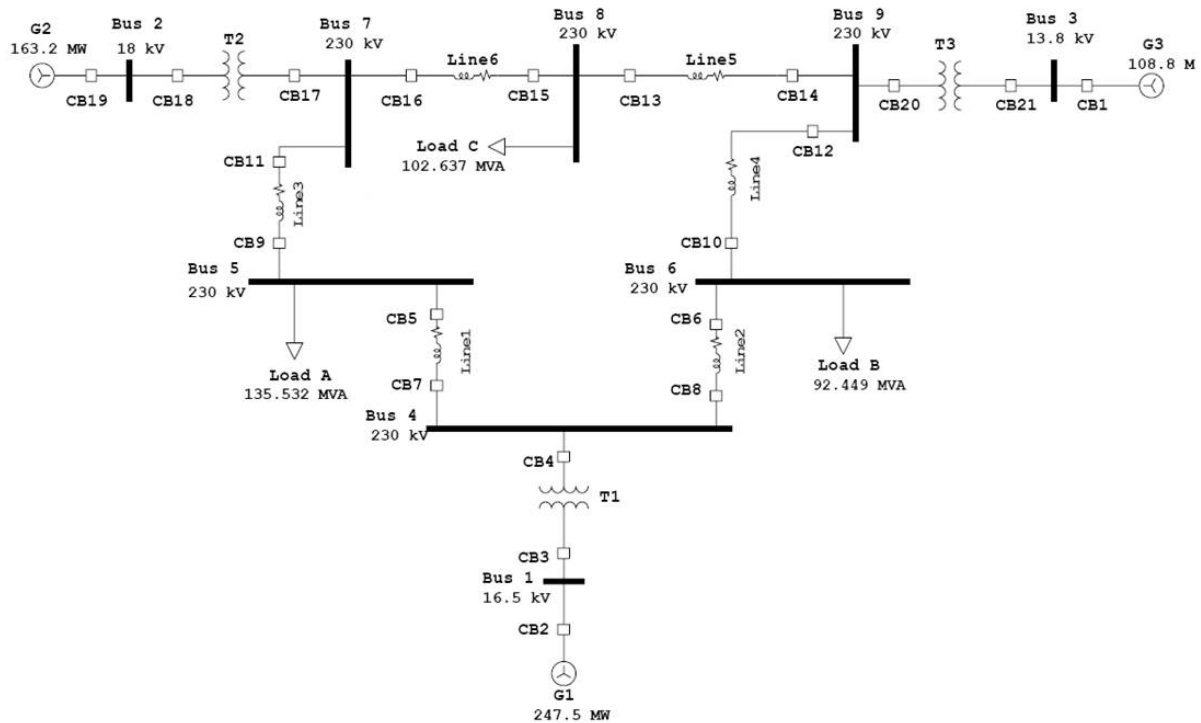 G2
163.2 MW
CB19
Bus 2
18 kV
CB18
T2
CB17
Bus 7
230 kV
CB16
Line6
CB15
Bus 8
230 kV
CB13
Line5
CB14
Bus 9
230 kV
CB20
T3
CB21
Bus 3
13.8 kV
CB1
G3
108.8 M
CB11
Line3
CB9
Load C
102.637 MVA
CB12
Line4
CB10
Bus 5
230 kV
Bus 6
230 kV
CB5
Line1
CB7
Load A
135.532 MVA
CB6
Line2
CB8
Load B
92.449 MVA
Bus 4
230 kV
CB4
T1
CB3
Bus 1
16.5 kV
CB2
G1
247.5 MW